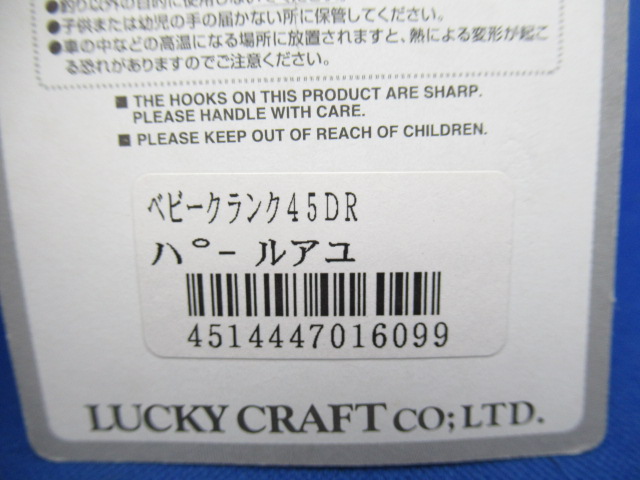 ●子供または幼児の手の届かない所に保管してください。
●車の中などの高温になる場所に放置されますと、熱による変形が起こ
る恐れがありますのでご注意ください。
■ THE HOOKS ON THIS PRODUCT ARE SHARP.
PLEASE HANDLE WITH CARE.
■ PLEASE KEEP OUT OF REACH OF CHILDREN.
ベビークランク45DR
パールアユ
4514447016099
LUCKY CRAFT CO;LTD.